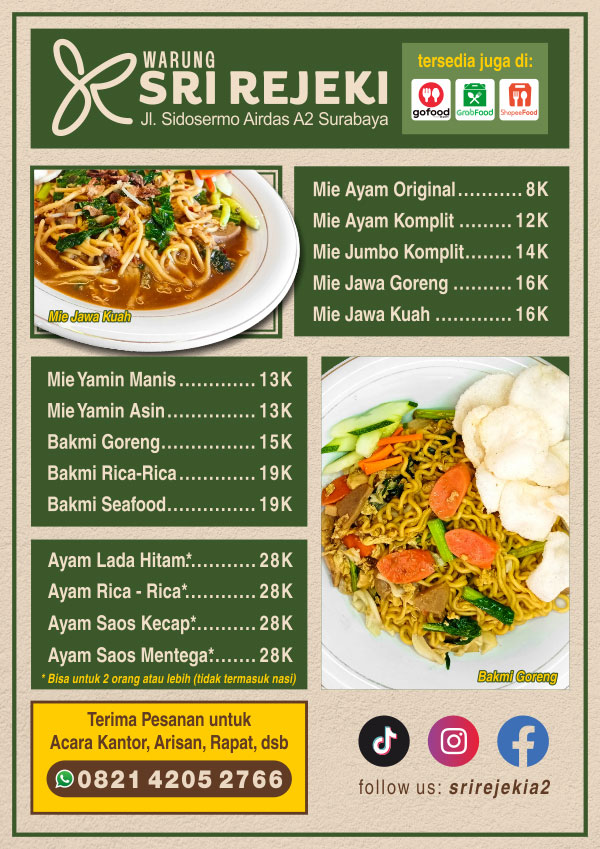 WARUNG
SRI REJEKI
Jl. Sidosermo Airdas A2 Surabaya
tersedia juga di:
gofood
GrabFood
ShopeeFood
Mie Jawa Kuah
Mie Ayam Original........... 8K
Mie Ayam Komplit ......... 12K
Mie Jumbo Komplit........ 14K
Mie Jawa Goreng .......... 16K
Mie Jawa Kuah ............. 16K
Mie Yamin Manis ............. 13K
Mie Yamin Asin............... 13K
Bakmi Goreng................ 15K
Bakmi Rica-Rica ............. 19K
Bakmi Seafood............... 19K
Ayam Lada Hitam*........... 28K
Ayam Rica - Rica*............ 28K
Ayam Saos Kecap*........... 28K
Ayam Saos Mentega*....... 28K
* Bisa untuk 2 orang atau lebih (tidak termasuk nasi)
Bakmi Goreng
Terima Pesanan untuk
Acara Kantor, Arisan, Rapat, dsb
0821 4205 2766
follow us: srirejekia2